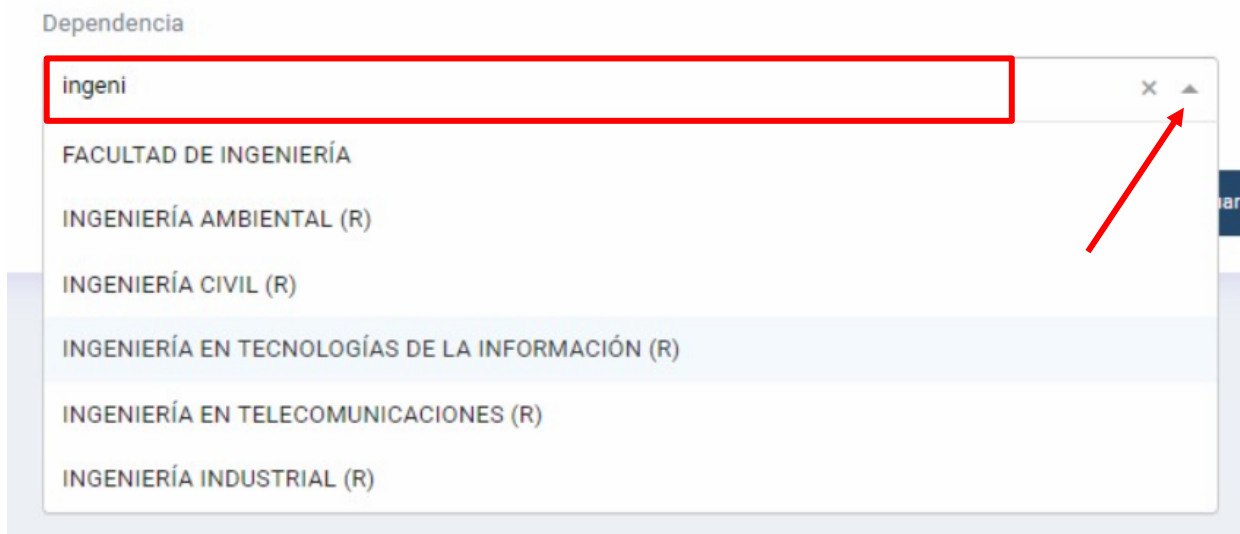 Dependencia
ingeni
FACULTAD DE INGENIERÍA
INGENIERÍA AMBIENTAL (R)
INGENIERÍA CIVIL (R)
INGENIERÍA EN TECNOLOGÍAS DE LA INFORMACIÓN (R)
INGENIERÍA EN TELECOMUNICACIONES (R)
INGENIERÍA INDUSTRIAL (R)